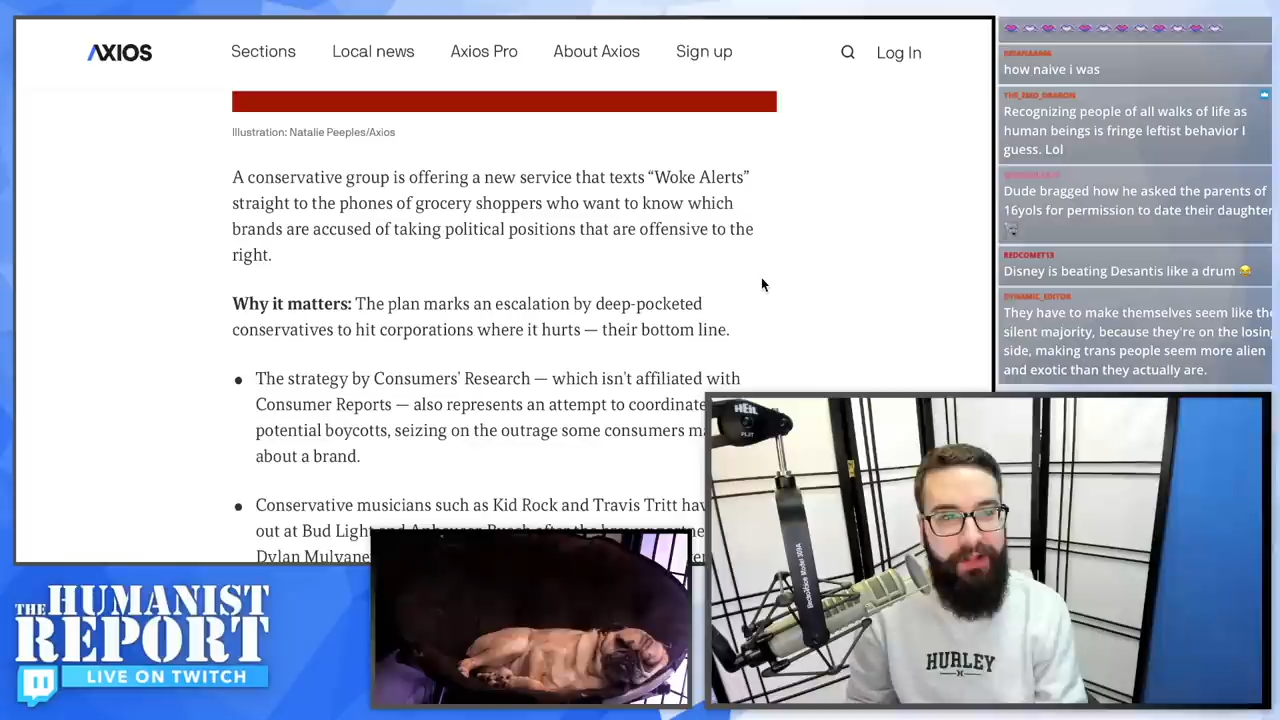 AXIOS
Sections
Local news
Axios Pro
About Axios
Sign up
Log In
Illustration: Natalie Peeples/Axios
A conservative group is offering a new service that texts “Woke Alerts”
straight to the phones of grocery shoppers who want to know which
brands are accused of taking political positions that are offensive to the
right.
Why it matters: The plan marks an escalation by deep-pocketed
conservatives to hit corporations where it hurts — their bottom line.
The strategy by Consumers' Research — which isn't affiliated with
Consumer Reports — also represents an attempt to coordinate
potential boycotts, seizing on the outrage some consumers
about a brand.
Conservative musicians such as Kid Rock and Travis Tritt
out at Bud Light
Dylan
how naive i was
THE_EMO_DRAGON
Recognizing people of all walks of life as
human beings is fringe leftist behavior I
guess. Lol
Dude bragged how he asked the parents of
16yols for permission to date their daughter
REDCOMET13
Disney is beating Desantis like a drum
DYNAMIC_EDITOR
They have to make themselves seem like the
silent majority, because they're on the losing
side, making trans people seem more alien
and exotic than they actually are.
HEIL
HURLEY
THE HUMANIST
REPORT
LIVE ON TWITCH